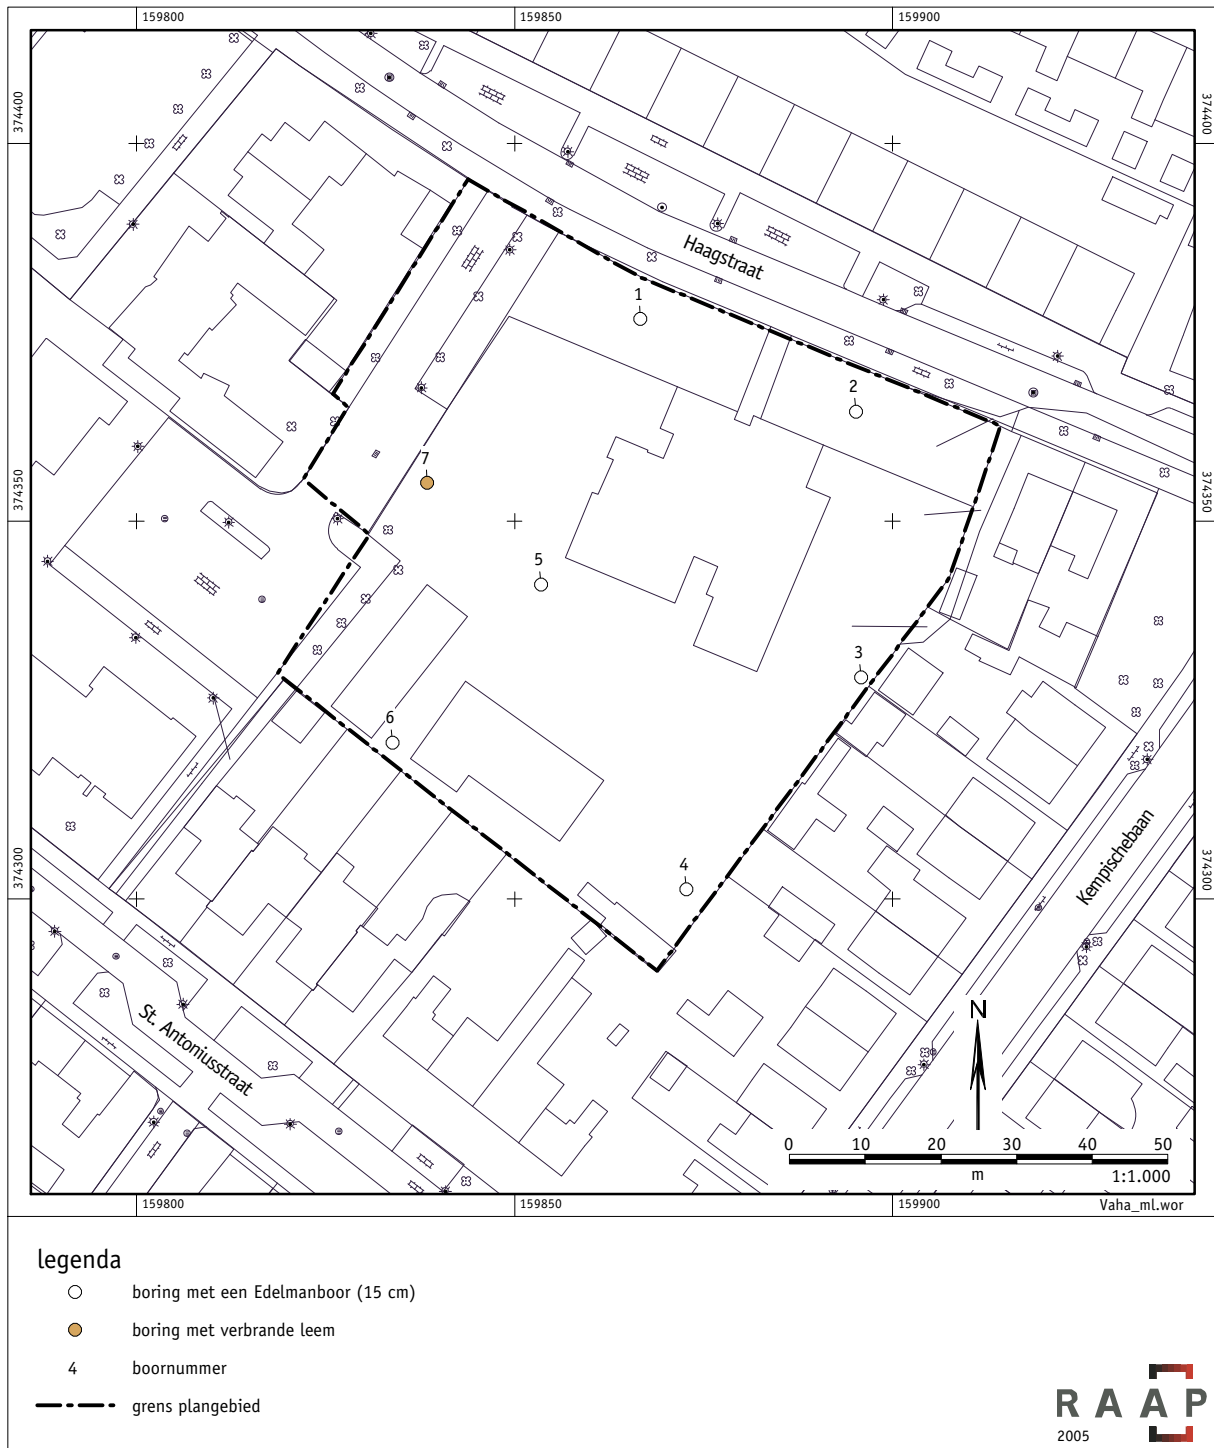 159800
159850
159900
374400
374400
Haagstraat
1
2
7
374350
374350
5
3
6
4
374300
374300
Kempischebaan
St. Antoniusstraat
N
0 10 20 30 40 50
m
1:1.000
159800
159850
159900
Vaha_ml.wor
legenda
boring met een Edelmanboor (15 cm)
boring met verbrande leem
4 boornummer
grens plangebied
RAAP
2005